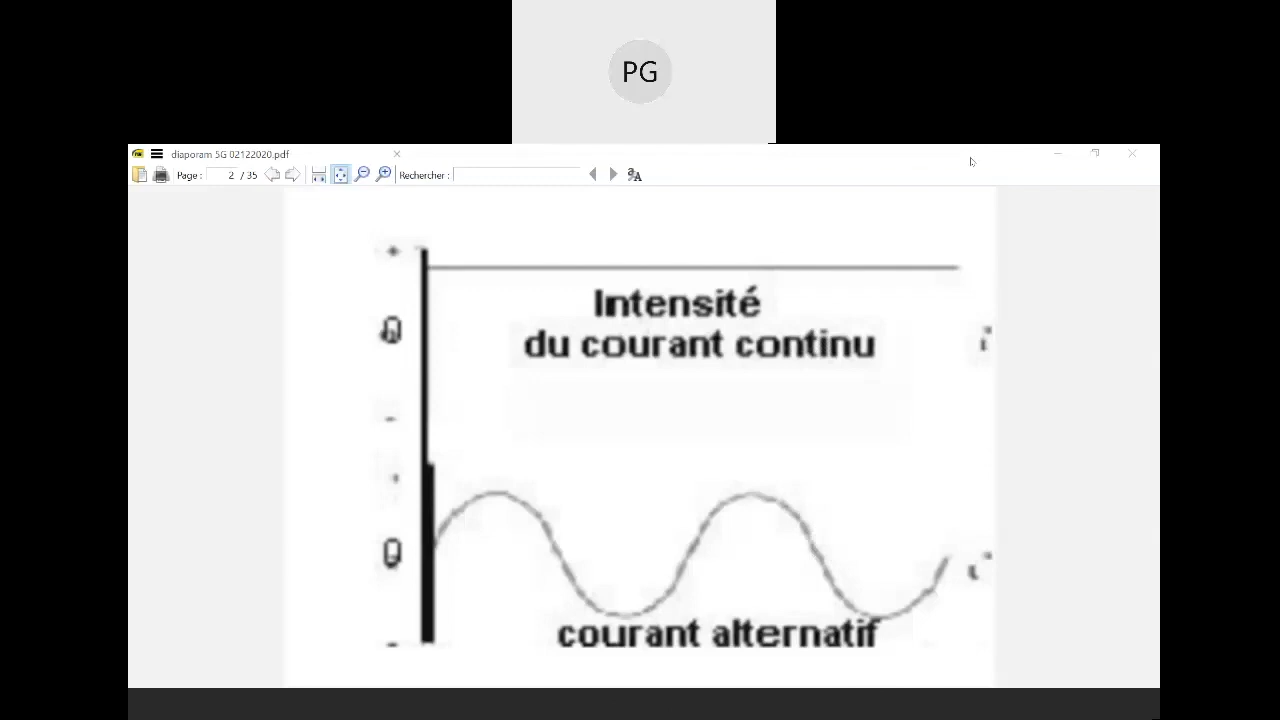 PG
diaporam 5G 02122020.pdf
Page : 2 / 35 Rechercher :
+
Intensité
0 du courant continu
-
0
courant alternatif
-